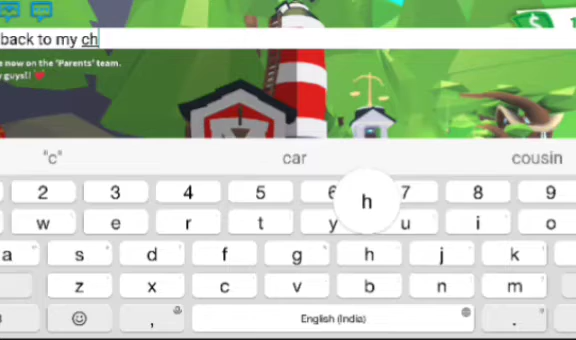 back to my ch
e now on the "Parents" team.
guys!!
"c" car cousin
2 3 4 5 6 7 8 9
w e r t y u i o
h
a s d f g h j k
z x c v b n m
, English (India) .